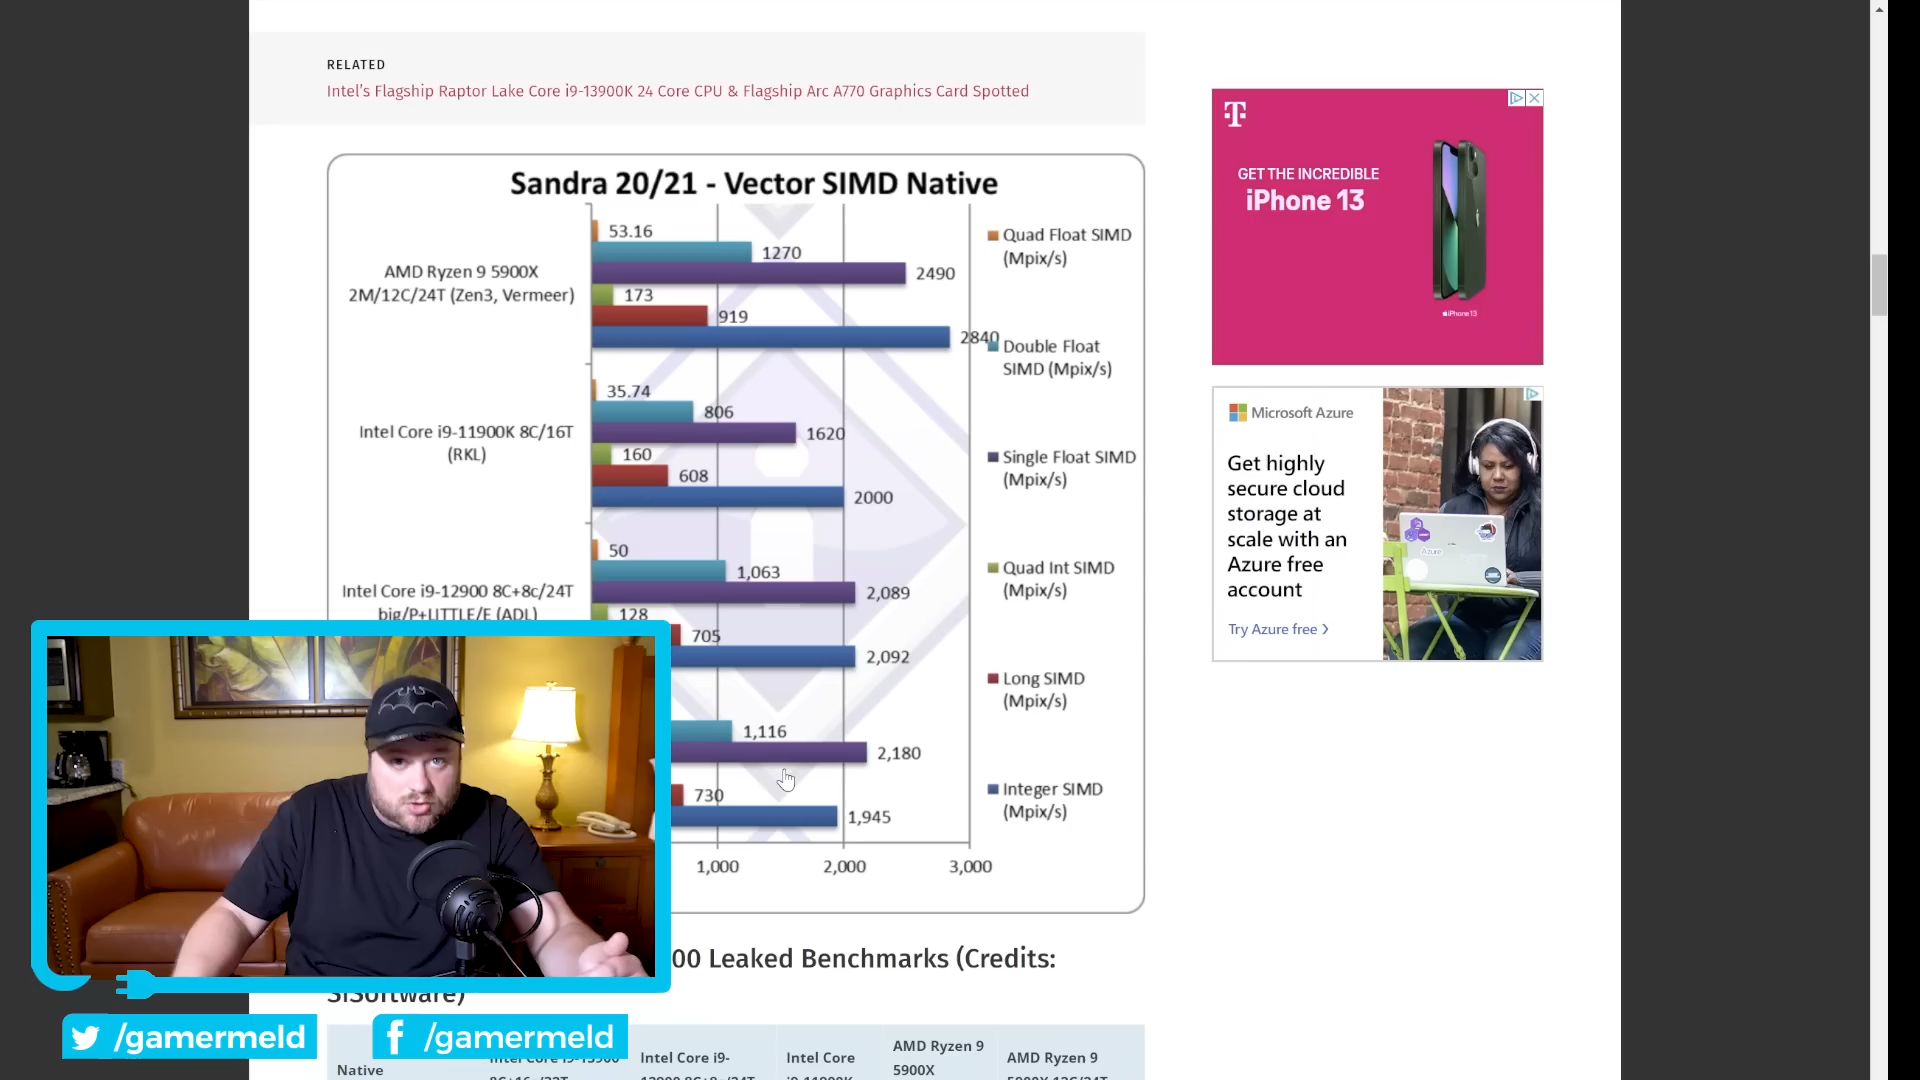 RELATED
Intel's Flagship Raptor Lake Core i9-13900K 24 Core CPU & Flagship Arc A770 Graphics Card Spotted
Sandra 20/21 - Vector SIMD Native
AMD Ryzen 9 5900X
2M/12C/24T (Zen3, Vermeer)
53.16
1270
2490
173
919
2840
Intel Core i9-11900K 8C/16T
(RKL)
35.74
806
1620
160
608
2000
Intel Core i9-12900 8C+8c/24T
big/P+LITTLE/E (ADL)
50
1,063
2,089
128
705
2,092
1,116
2,180
730
1,945
1,000
2,000
3,000
Quad Float SIMD
(Mpix/s)
Double Float
SIMD (Mpix/s)
Single Float SIMD
(Mpix/s)
Quad Int SIMD
(Mpix/s)
Long SIMD
(Mpix/s)
Integer SIMD
(Mpix/s)
T
GET THE INCREDIBLE
iPhone 13
iPhone 13
Microsoft Azure
Get highly
secure cloud
storage at
scale with an
Azure free
account
Try Azure free >
Azure
00 Leaked Benchmarks (Credits:
SiSoftware)
/gamermeld
/gamermeld
Native
Intel Core i9-
Intel Core
AMD Ryzen 9
5900X
AMD Ryzen 9